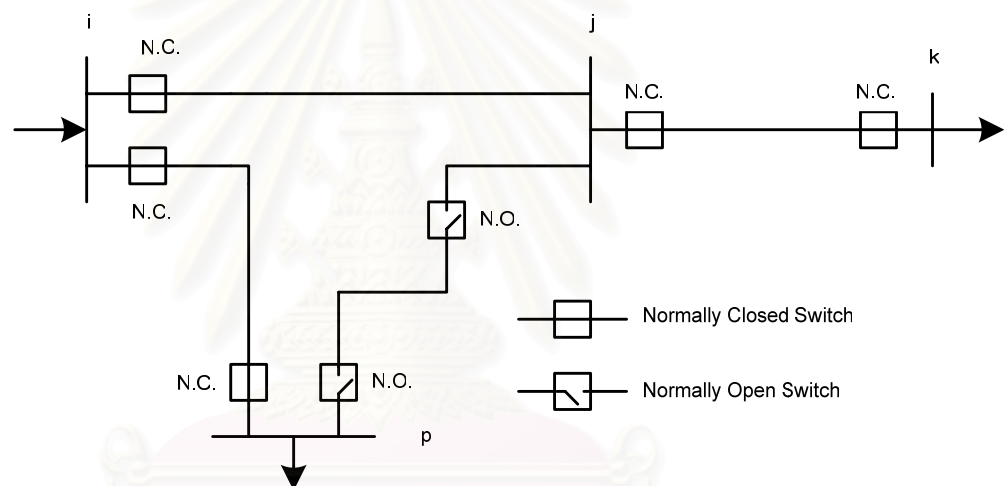 i
j
k
N.C.
N.C.
N.C.
N.C.
N.O.
Normally Closed Switch
N.C.
N.O.
Normally Open Switch
p